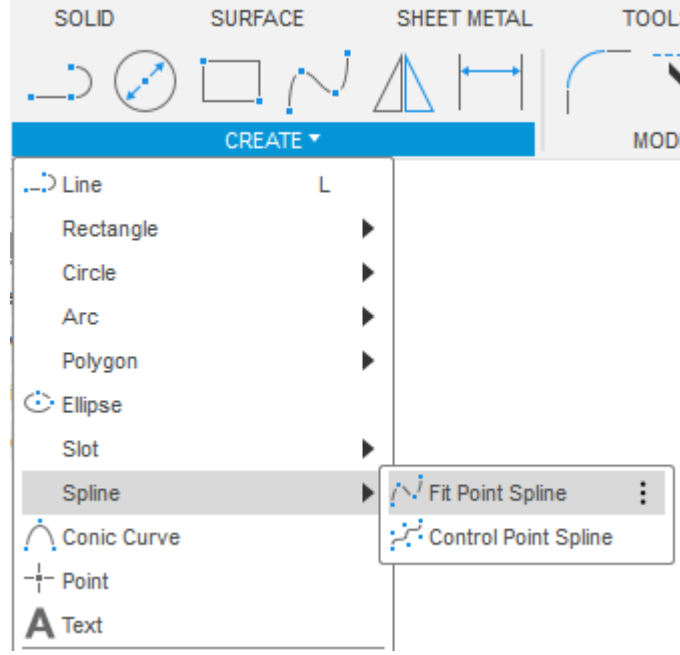 SOLID SURFACE SHEET METAL TOOLS
CREATE MOD
Line L
Rectangle
Circle
Arc
Polygon
Ellipse
Slot
Spline Fit Point Spline
Conic Curve Control Point Spline
Point
A Text